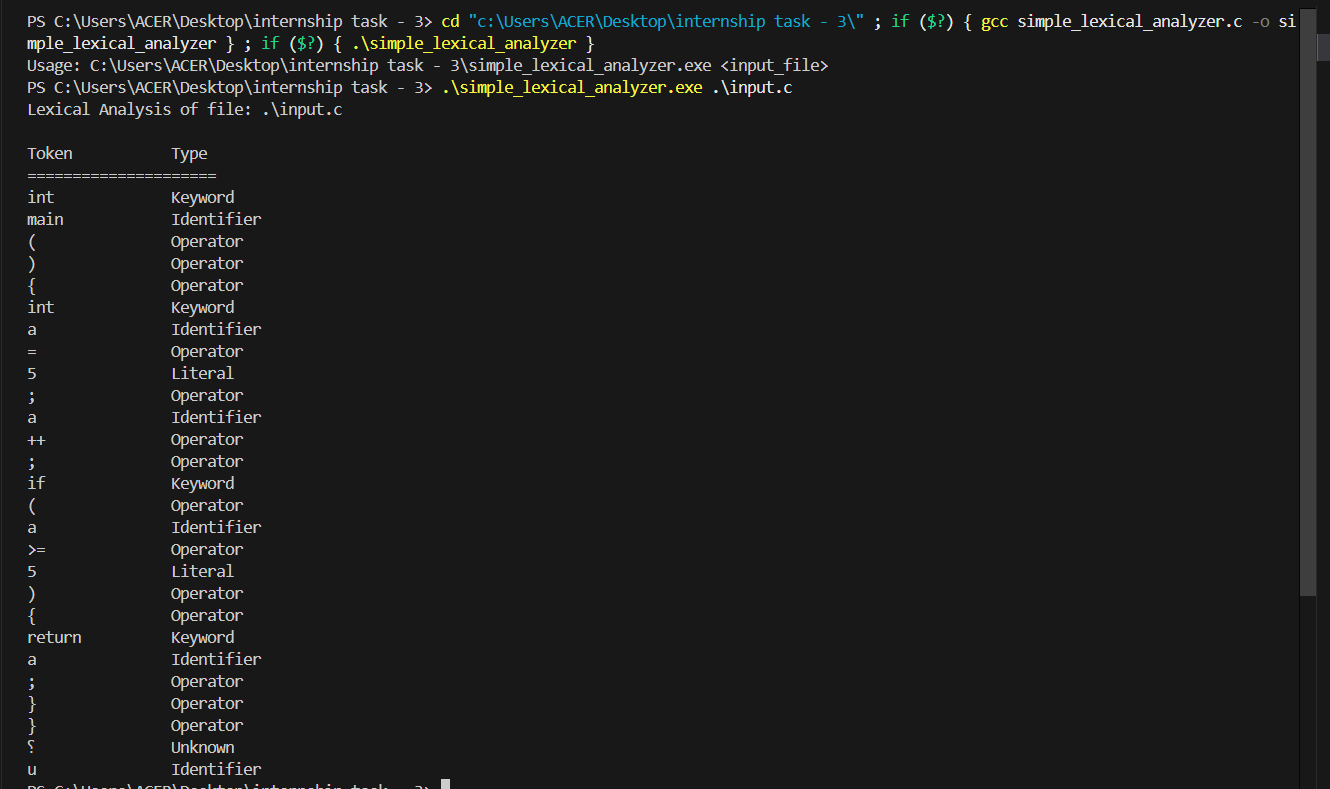 PS C:\Users\ACER\Desktop\internship task - 3> cd "c:\Users\ACER\Desktop\internship task - 3\" ; if ($?) { gcc simple_lexical_analyzer.c -o si
mple_lexical_analyzer } ; if ($?) { .\simple_lexical_analyzer }
Usage: C:\Users\ACER\Desktop\internship task - 3\simple_lexical_analyzer.exe <input_file>
PS C:\Users\ACER\Desktop\internship task - 3> .\simple_lexical_analyzer.exe .\input.c
Lexical Analysis of file: .\input.c
Token Type
=====================
int Keyword
main Identifier
( Operator
) Operator
{ Operator
int Keyword
a Identifier
= Operator
5 Literal
; Operator
a Identifier
++ Operator
; Operator
if Keyword
( Operator
a Identifier
>= Operator
5 Literal
) Operator
{ Operator
return Keyword
a Identifier
; Operator
} Operator
} Operator
⸮ Unknown
u Identifier
PS C:\Users\ACER\Desktop\internship task - 3>